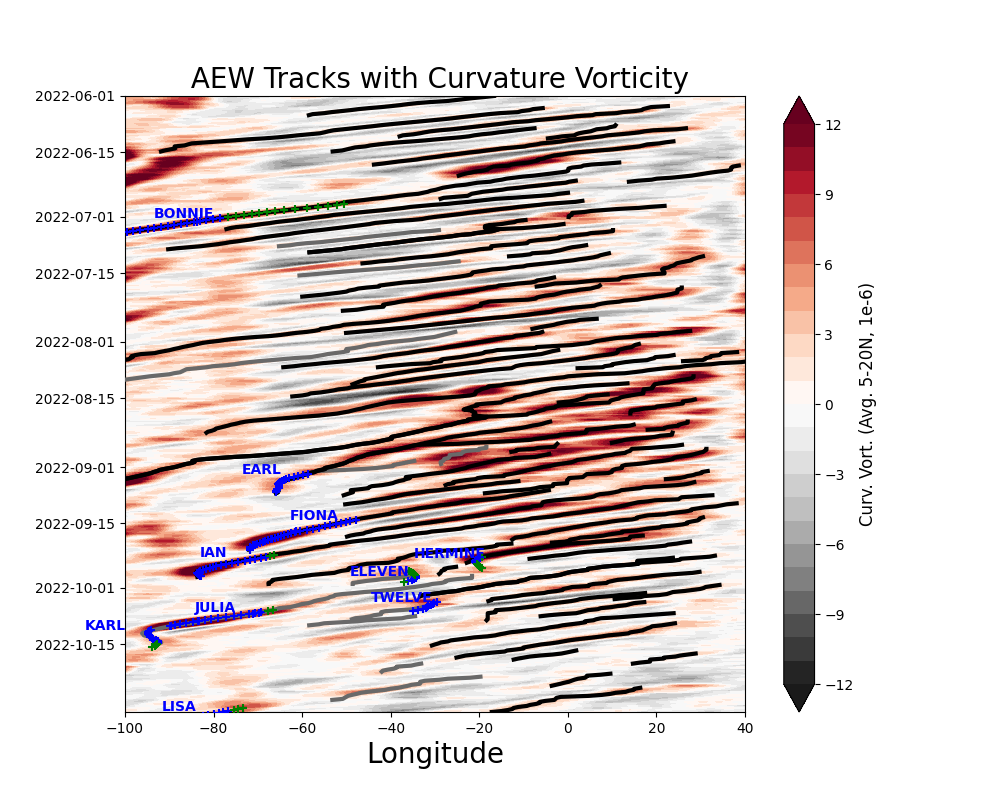 AEW Tracks with Curvature Vorticity
2022-06-01
2022-06-15
2022-07-01
2022-07-15
2022-08-01
2022-08-15
2022-09-01
2022-09-15
2022-10-01
2022-10-15
BONNIE
EARL
FIONA
IAN
HERMINE
ELEVEN
TWELVE
JULIA
KARL
LISA
−100
−80
−60
−40
−20
0
20
40
Longitude
12
9
6
3
0
−3
−6
−9
−12
Curv. Vort. (Avg. 5-20N, 1e-6)